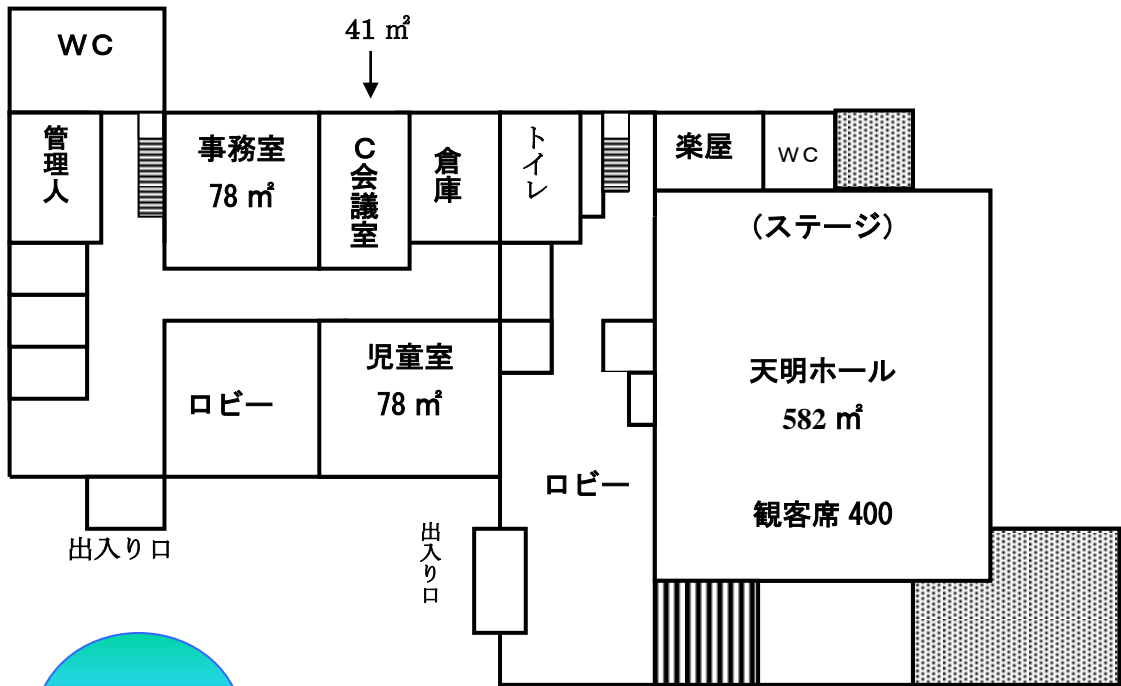 WC
41 ㎡
管理人
事務室
78 ㎡
C会議室
倉庫
トイレ
楽屋
WC
(ステージ)
ロビー
児童室
78 ㎡
天明ホール
582 ㎡
観客席 400
ロビー
出入り口
出入り口